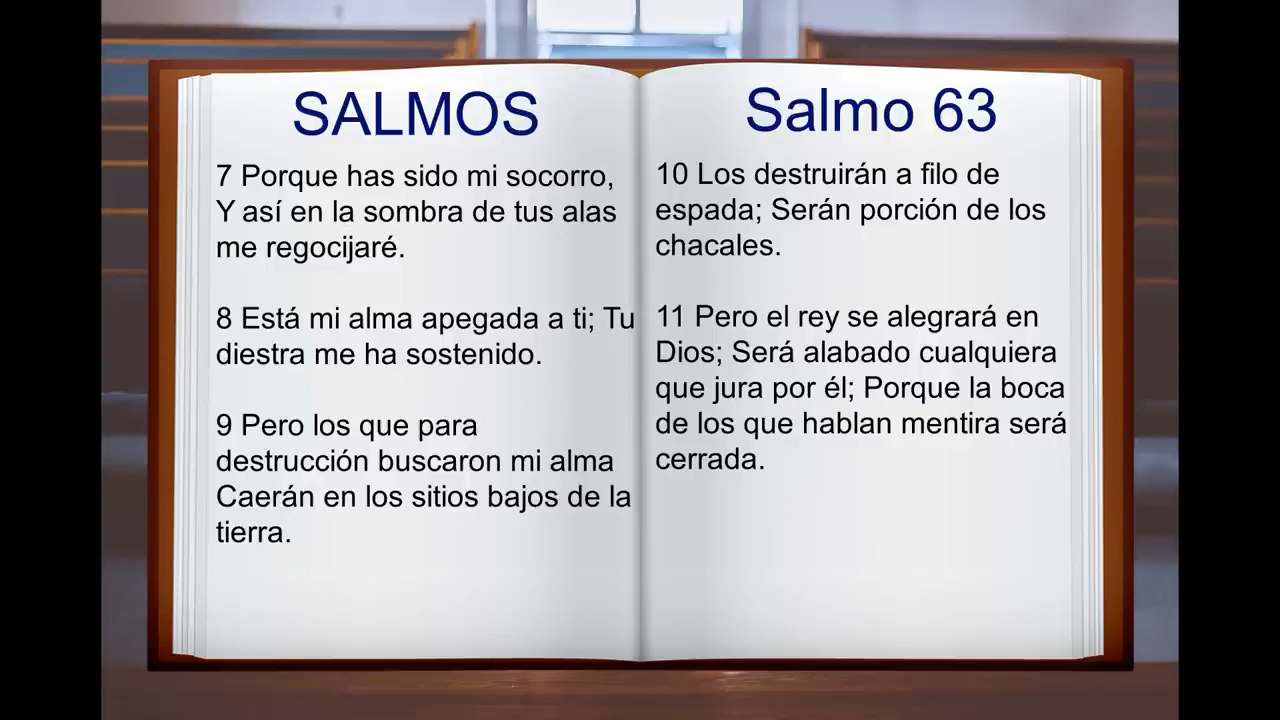 SALMOS
7 Porque has sido mi socorro,
Y así en la sombra de tus alas
me regocijaré.
8 Está mi alma apegada a ti; Tu
diestra me ha sostenido.
9 Pero los que para
destrucción buscaron mi alma
Caerán en los sitios bajos de la
tierra.
Salmo 63
10 Los destruirán a filo de
espada; Serán porción de los
chacales.
11 Pero el rey se alegrará en
Dios; Será alabado cualquiera
que jura por él; Porque la boca
de los que hablan mentira será
cerrada.